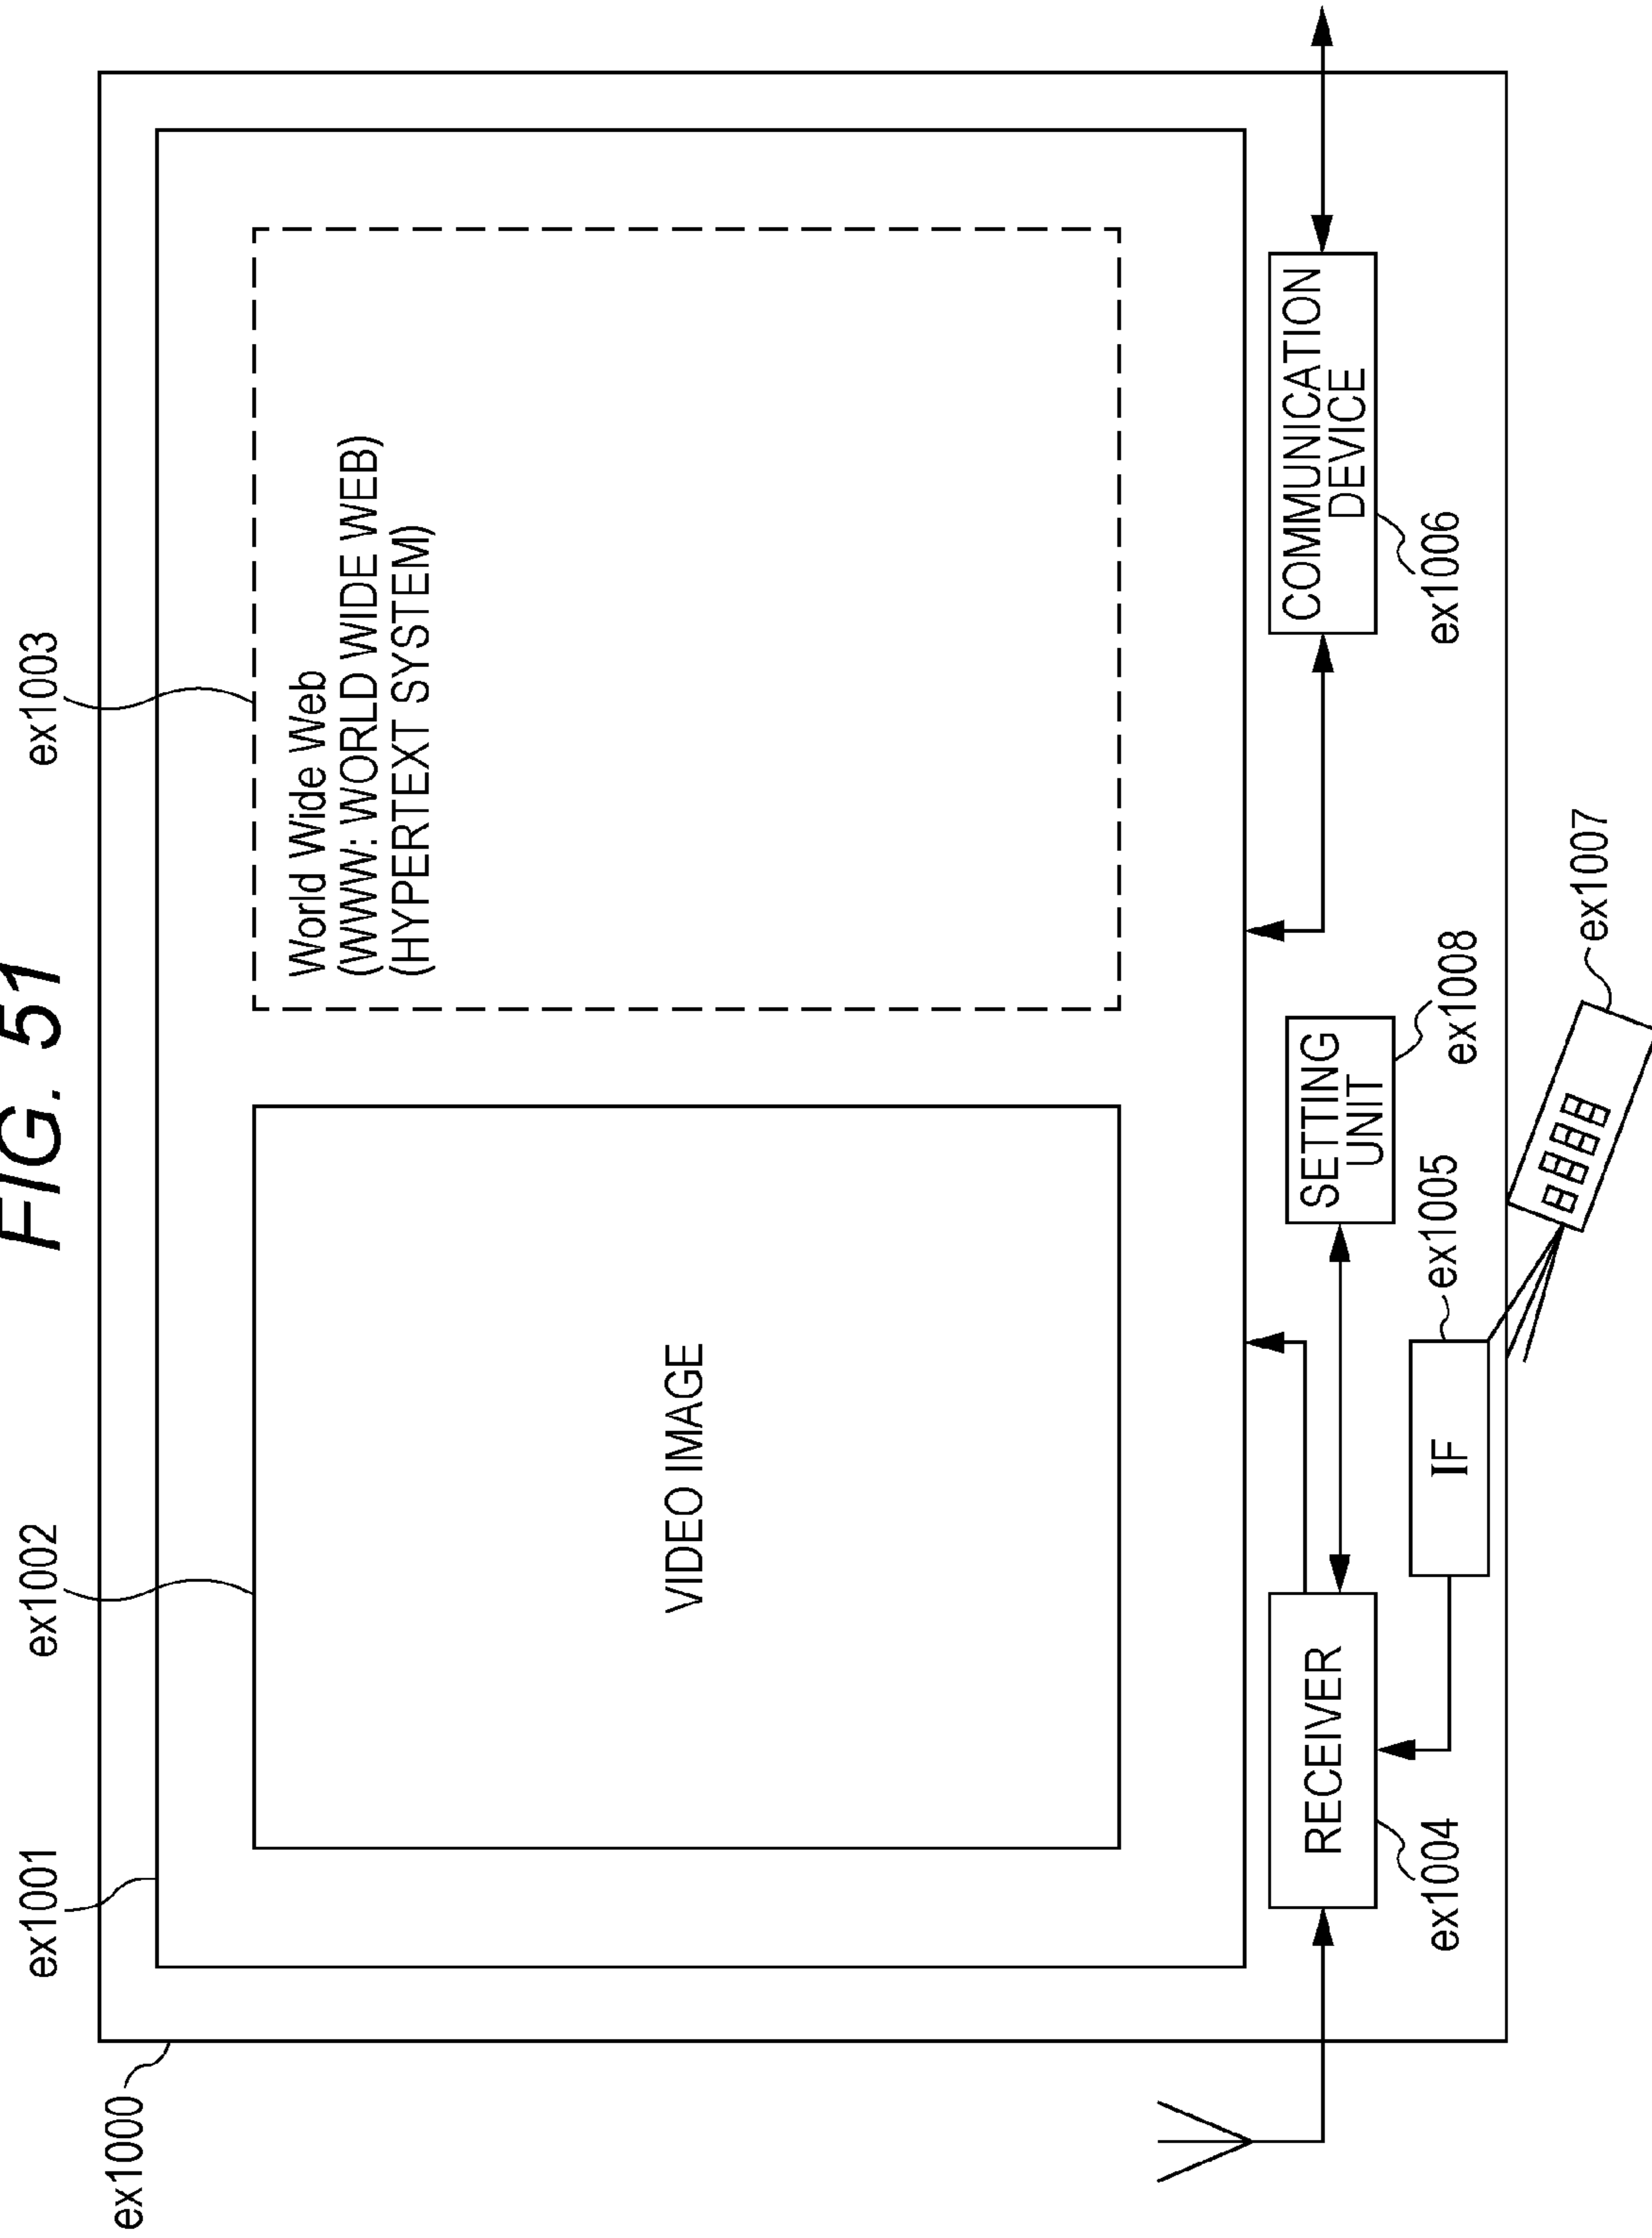 FIG. 51
ex1000
ex1001
ex1002
ex1003
VIDEO IMAGE
World Wide Web
(WWW: WORLD WIDE WEB)
(HYPERTEXT SYSTEM)
RECEIVER
ex1004
SETTING
UNIT
ex1008
COMMUNICATION
DEVICE
ex1006
IF
ex1005
ex1007